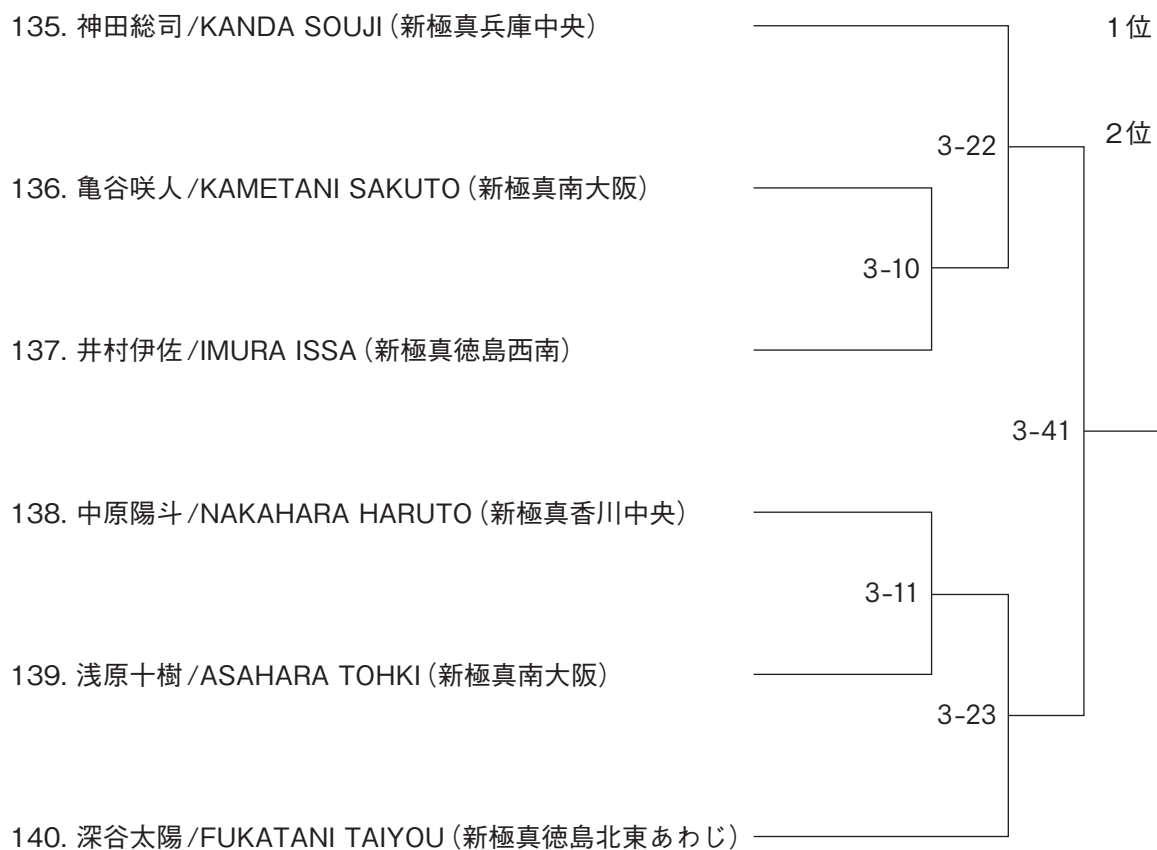 135. 神田総司/KANDA SOUJI（新極真兵庫中央）
1位
2位
3-22
136. 亀谷咲人/KAMETANI SAKUTO（新極真南大阪）
3-10
137. 井村伊佐/IMURA ISSA（新極真徳島西南）
3-41
138. 中原陽斗/NAKAHARA HARUTO（新極真香川中央）
3-11
139. 浅原十樹/ASAHARA TOHKI（新極真南大阪）
3-23
140. 深谷太陽/FUKATANI TAIYOU（新極真徳島北東あわじ）